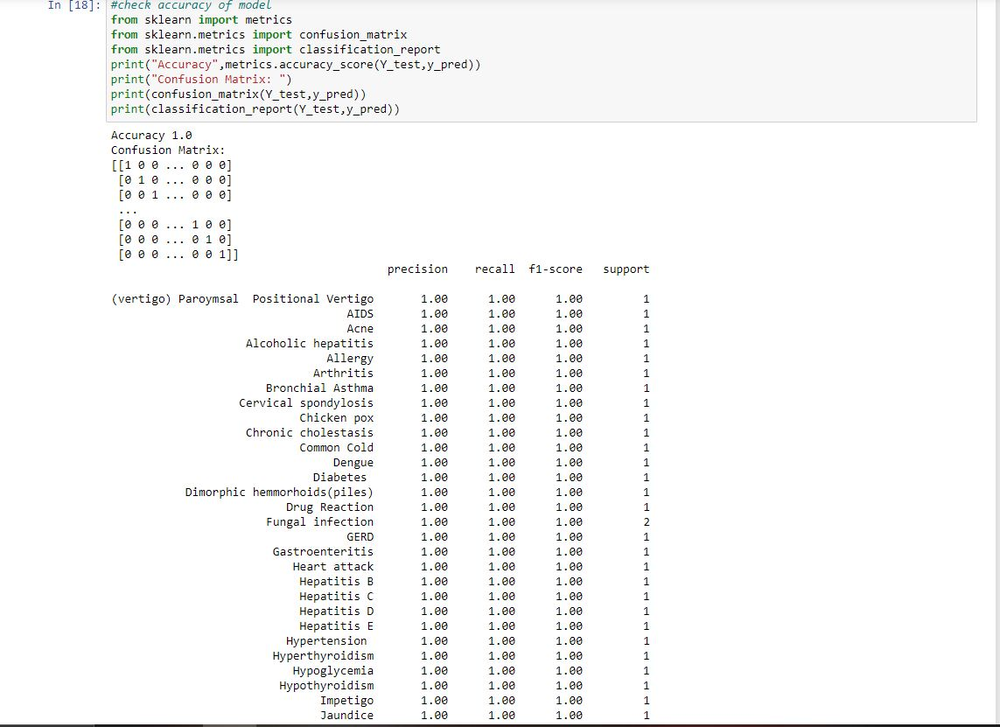 In [18]: #check accuracy of model
from sklearn import metrics
from sklearn.metrics import confusion_matrix
from sklearn.metrics import classification_report
print("Accuracy",metrics.accuracy_score(Y_test,y_pred))
print("Confusion Matrix: ")
print(confusion_matrix(Y_test,y_pred))
print(classification_report(Y_test,y_pred))
Accuracy 1.0
Confusion Matrix:
[[1 0 0 ... 0 0 0]
[0 1 0 ... 0 0 0]
[0 0 1 ... 0 0 0]
...
[0 0 0 ... 1 0 0]
[0 0 0 ... 0 1 0]
[0 0 0 ... 0 0 1]]
precision recall f1-score support
(vertigo) Paroymsal  Positional Vertigo 1.00 1.00 1.00 1
AIDS 1.00 1.00 1.00 1
Acne 1.00 1.00 1.00 1
Alcoholic hepatitis 1.00 1.00 1.00 1
Allergy 1.00 1.00 1.00 1
Arthritis 1.00 1.00 1.00 1
Bronchial Asthma 1.00 1.00 1.00 1
Cervical spondylosis 1.00 1.00 1.00 1
Chicken pox 1.00 1.00 1.00 1
Chronic cholestasis 1.00 1.00 1.00 1
Common Cold 1.00 1.00 1.00 1
Dengue 1.00 1.00 1.00 1
Diabetes 1.00 1.00 1.00 1
Dimorphic hemmorhoids(piles) 1.00 1.00 1.00 1
Drug Reaction 1.00 1.00 1.00 1
Fungal infection 1.00 1.00 1.00 2
GERD 1.00 1.00 1.00 1
Gastroenteritis 1.00 1.00 1.00 1
Heart attack 1.00 1.00 1.00 1
Hepatitis B 1.00 1.00 1.00 1
Hepatitis C 1.00 1.00 1.00 1
Hepatitis D 1.00 1.00 1.00 1
Hepatitis E 1.00 1.00 1.00 1
Hypertension 1.00 1.00 1.00 1
Hyperthyroidism 1.00 1.00 1.00 1
Hypoglycemia 1.00 1.00 1.00 1
Hypothyroidism 1.00 1.00 1.00 1
Impetigo 1.00 1.00 1.00 1
Jaundice 1.00 1.00 1.00 1